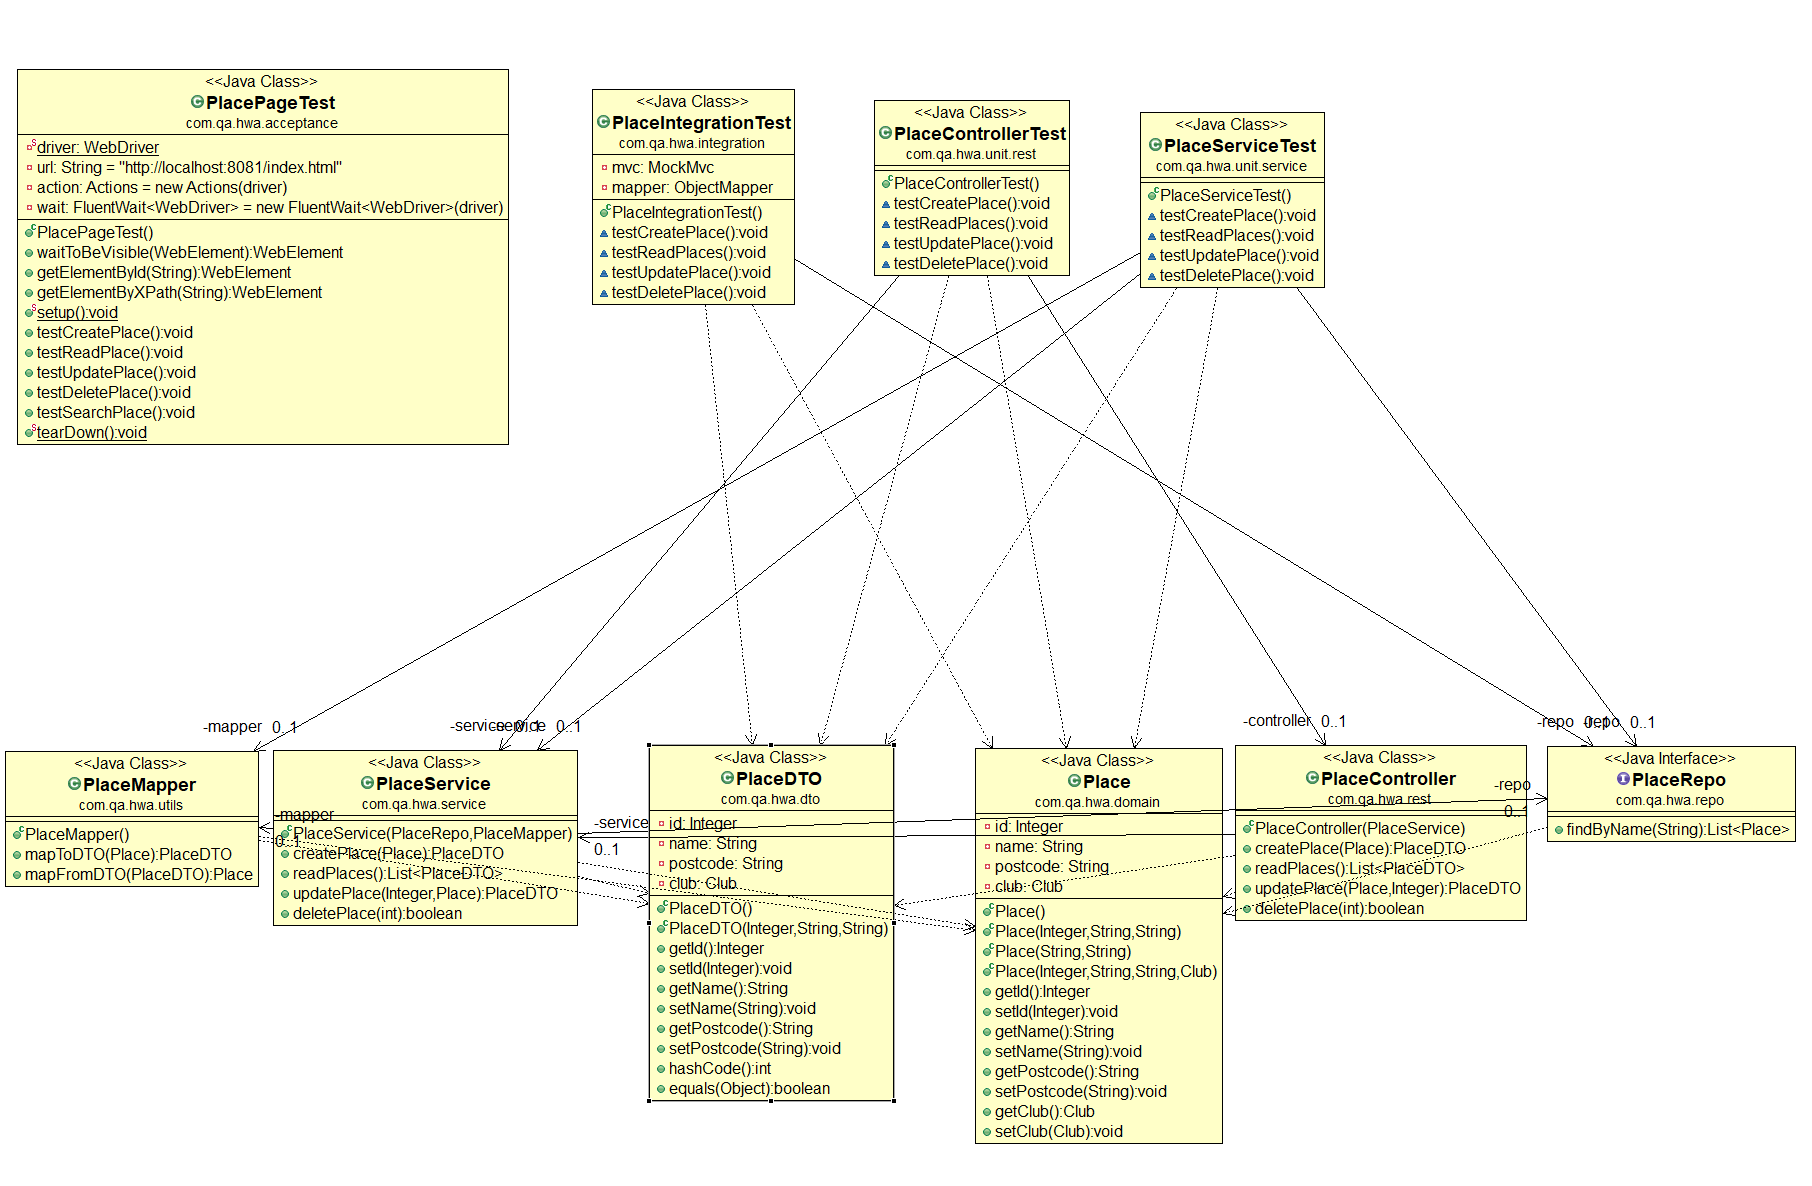 <<Java Class>>
PlacePageTest
com.qa.hwa.acceptance
driver: WebDriver
url: String = "http://localhost:8081/index.html"
action: Actions = new Actions(driver)
wait: FluentWait<WebDriver> = new FluentWait<WebDriver>(driver)
PlacePageTest()
waitToBeVisible(WebElement):WebElement
getElementById(String):WebElement
getElementByXPath(String):WebElement
setup():void
testCreatePlace():void
testReadPlace():void
testUpdatePlace():void
testDeletePlace():void
testSearchPlace():void
tearDown():void
<<Java Class>>
PlaceIntegrationTest
com.qa.hwa.integration
mvc: MockMvc
mapper: ObjectMapper
PlaceIntegrationTest()
testCreatePlace():void
testReadPlaces():void
testUpdatePlace():void
testDeletePlace():void
<<Java Class>>
PlaceControllerTest
com.qa.hwa.unit.rest
PlaceControllerTest()
testCreatePlace():void
testReadPlaces():void
testUpdatePlace():void
testDeletePlace():void
<<Java Class>>
PlaceServiceTest
com.qa.hwa.unit.service
PlaceServiceTest()
testCreatePlace():void
testReadPlaces():void
testUpdatePlace():void
testDeletePlace():void
-mapper 0..1
-service 0..1
-service 0..1
-controller 0..1
-repo 0..1
-repo 0..1
<<Java Class>>
PlaceMapper
com.qa.hwa.utils
PlaceMapper()
mapToDTO(Place):PlaceDTO
mapFromDTO(PlaceDTO):Place
-mapper
0..1
<<Java Class>>
PlaceService
com.qa.hwa.service
PlaceService(PlaceRepo,PlaceMapper)
createPlace(Place):PlaceDTO
readPlaces():List<PlaceDTO>
updatePlace(Integer,Place):PlaceDTO
deletePlace(int):boolean
-service
0..1
<<Java Class>>
PlaceDTO
com.qa.hwa.dto
id: Integer
name: String
postcode: String
club: Club
PlaceDTO()
PlaceDTO(Integer,String,String)
getId():Integer
setId(Integer):void
getName():String
setName(String):void
getPostcode():String
setPostcode(String):void
hashCode():int
equals(Object):boolean
<<Java Class>>
Place
com.qa.hwa.domain
id: Integer
name: String
postcode: String
club: Club
Place()
Place(Integer,String,String)
Place(String,String)
Place(Integer,String,String,Club)
getId():Integer
setId(Integer):void
getName():String
setName(String):void
getPostcode():String
setPostcode(String):void
getClub():Club
setClub(Club):void
<<Java Class>>
PlaceController
com.qa.hwa.rest
PlaceController(PlaceService)
createPlace(Place):PlaceDTO
readPlaces():List<PlaceDTO>
updatePlace(Place,Integer):PlaceDTO
deletePlace(int):boolean
-repo
0..1
<<Java Interface>>
PlaceRepo
com.qa.hwa.repo
findByName(String):List<Place>